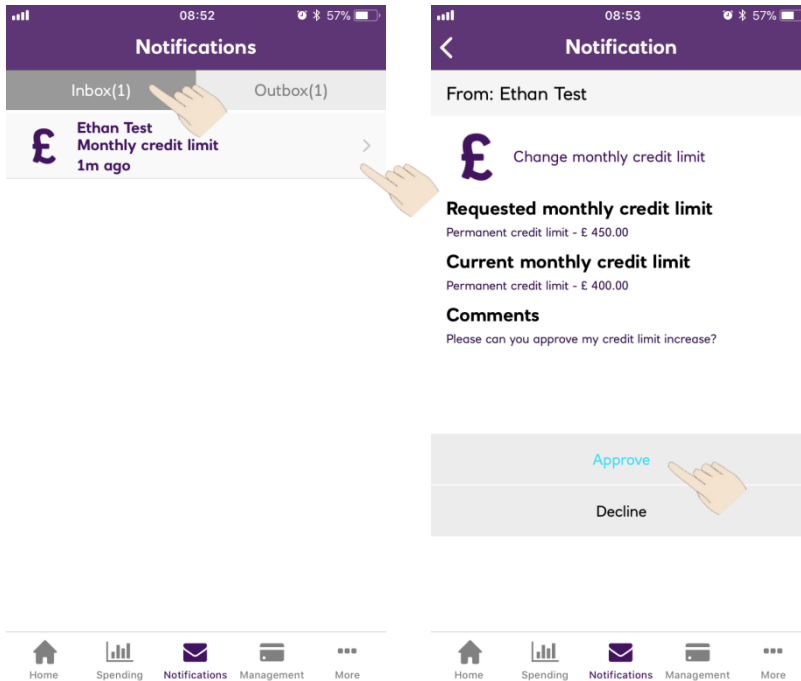 08:52
57%
Notifications
Inbox(1)
Outbox(1)
£
Ethan Test
Monthly credit limit
1m ago
Home
Spending
Notifications
Management
More
08:53
57%
Notification
From: Ethan Test
£
Change monthly credit limit
Requested monthly credit limit
Permanent credit limit - £ 450.00
Current monthly credit limit
Permanent credit limit - £ 400.00
Comments
Please can you approve my credit limit increase?
Approve
Decline
Home
Spending
Notifications
Management
More